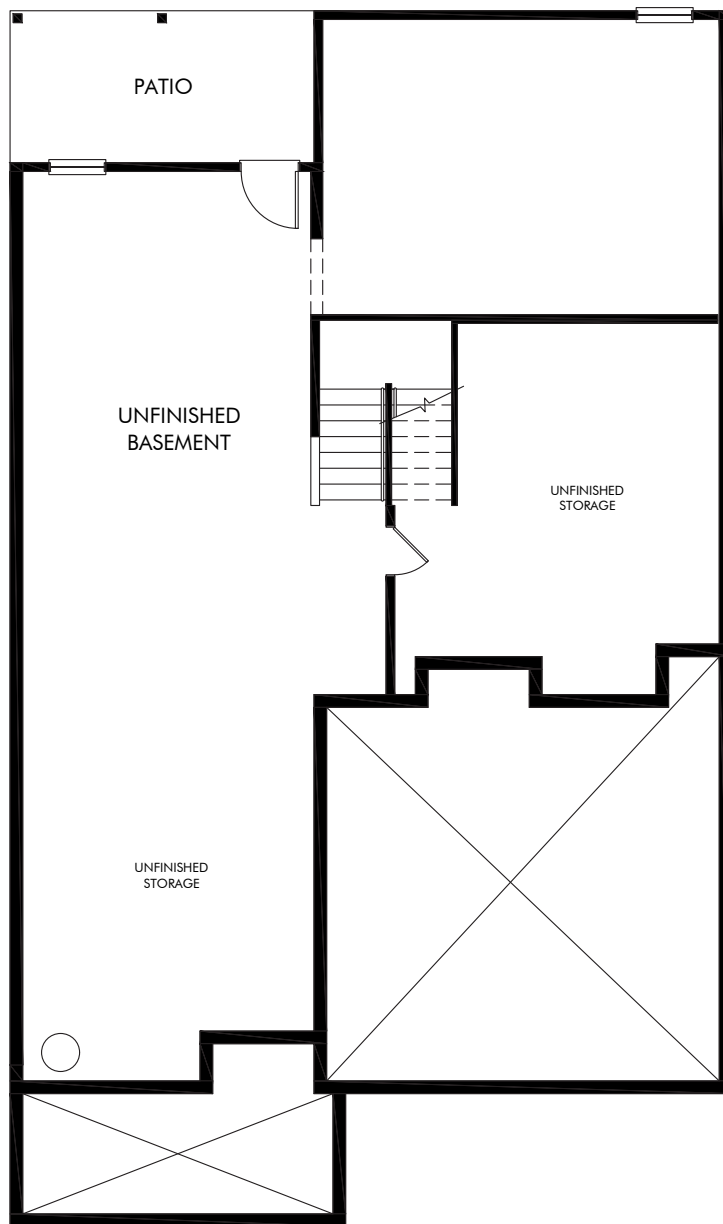 PATIO
UNFINISHED
BASEMENT
UNFINISHED
STORAGE
UNFINISHED
STORAGE